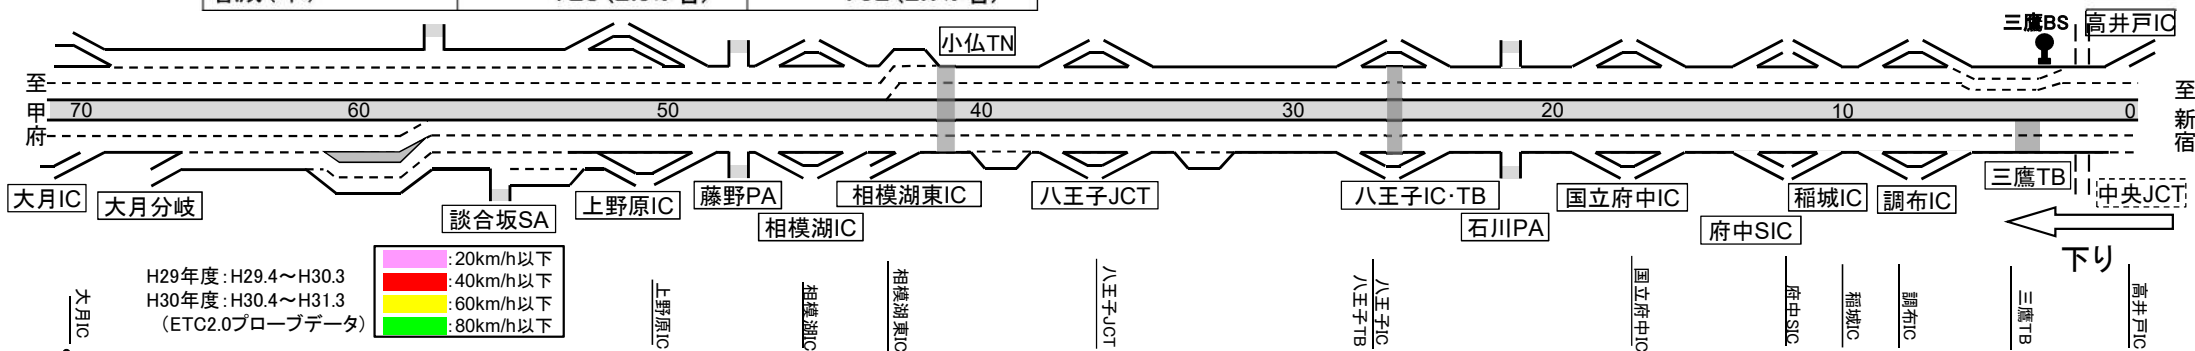 小仏TN
三鷹BS
高井戸IC
至
甲
府
70
60
50
40
30
20
10
0
至
新
宿
大月IC
大月分岐
談合坂SA
上野原IC
藤野PA
相模湖IC
相模湖東IC
八王子JCT
八王子IC・TB
石川PA
国立府中IC
府中SIC
稲城IC
調布IC
三鷹TB
中央JCT
下り
H29年度:H29.4～H30.3
H30年度:H30.4～H31.3
(ETC2.0プローブデータ)
:20km/h以下
:40km/h以下
:60km/h以下
:80km/h以下
大月IC
上野原IC
相模湖IC
相模湖東IC
八王子JCT
八王子TB
八王子IC
国立府中IC
府中SIC
稲城IC
調布IC
三鷹TB
高井戸IC